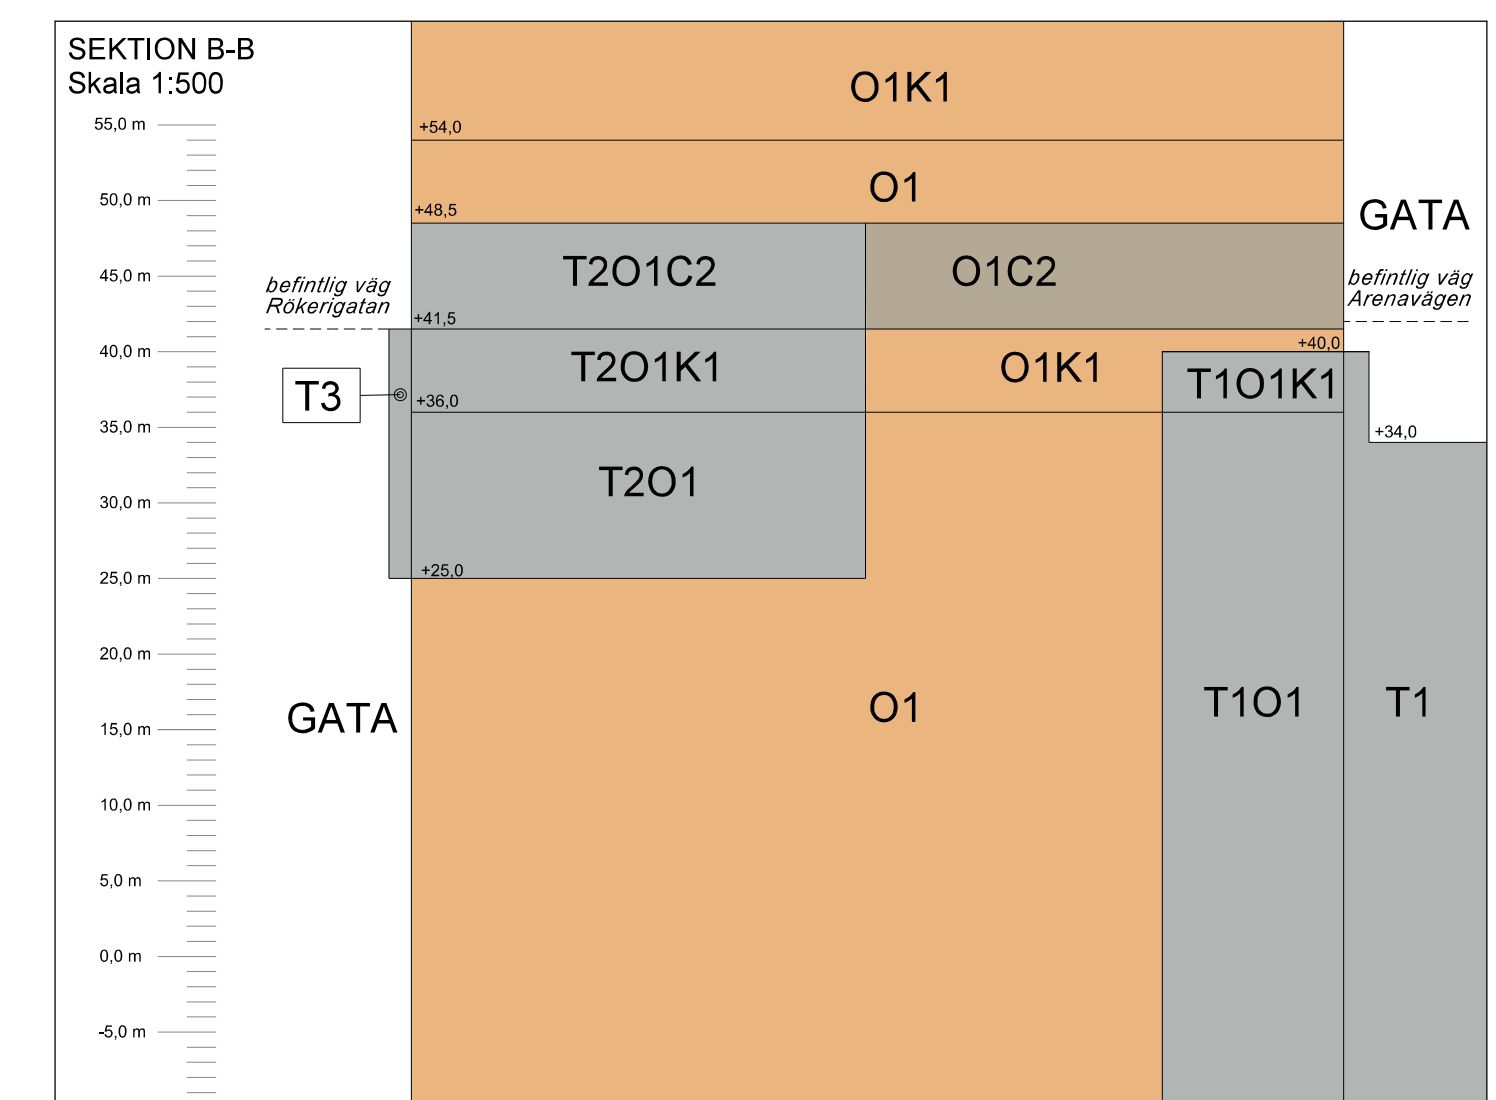 SEKTION B-B
Skala 1:500
O1K1
55,0 m
+54,0
O1
50,0 m
+48,5
GATA
T2O1C2
O1C2
45,0 m
befintlig väg
Rökerigatan
befintlig väg
Arenavägen
+41,5
40,0 m
+40,0
T2O1K1
O1K1
T1O1K1
T3
+36,0
35,0 m
+34,0
T2O1
30,0 m
25,0 m
+25,0
20,0 m
GATA
O1
T1O1
T1
15,0 m
10,0 m
5,0 m
0,0 m
-5,0 m